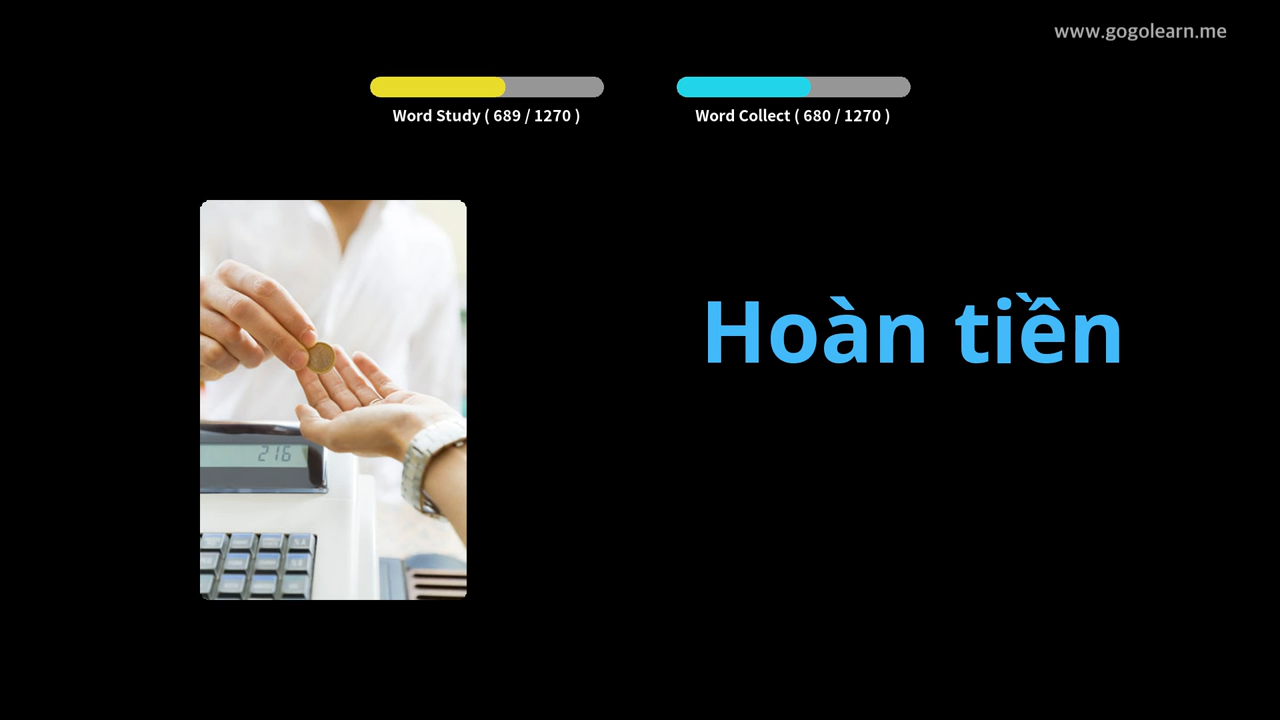 www.gogolearn.me
Word Study ( 689 / 1270 )
Word Collect ( 680 / 1270 )
Hoàn tiền
216